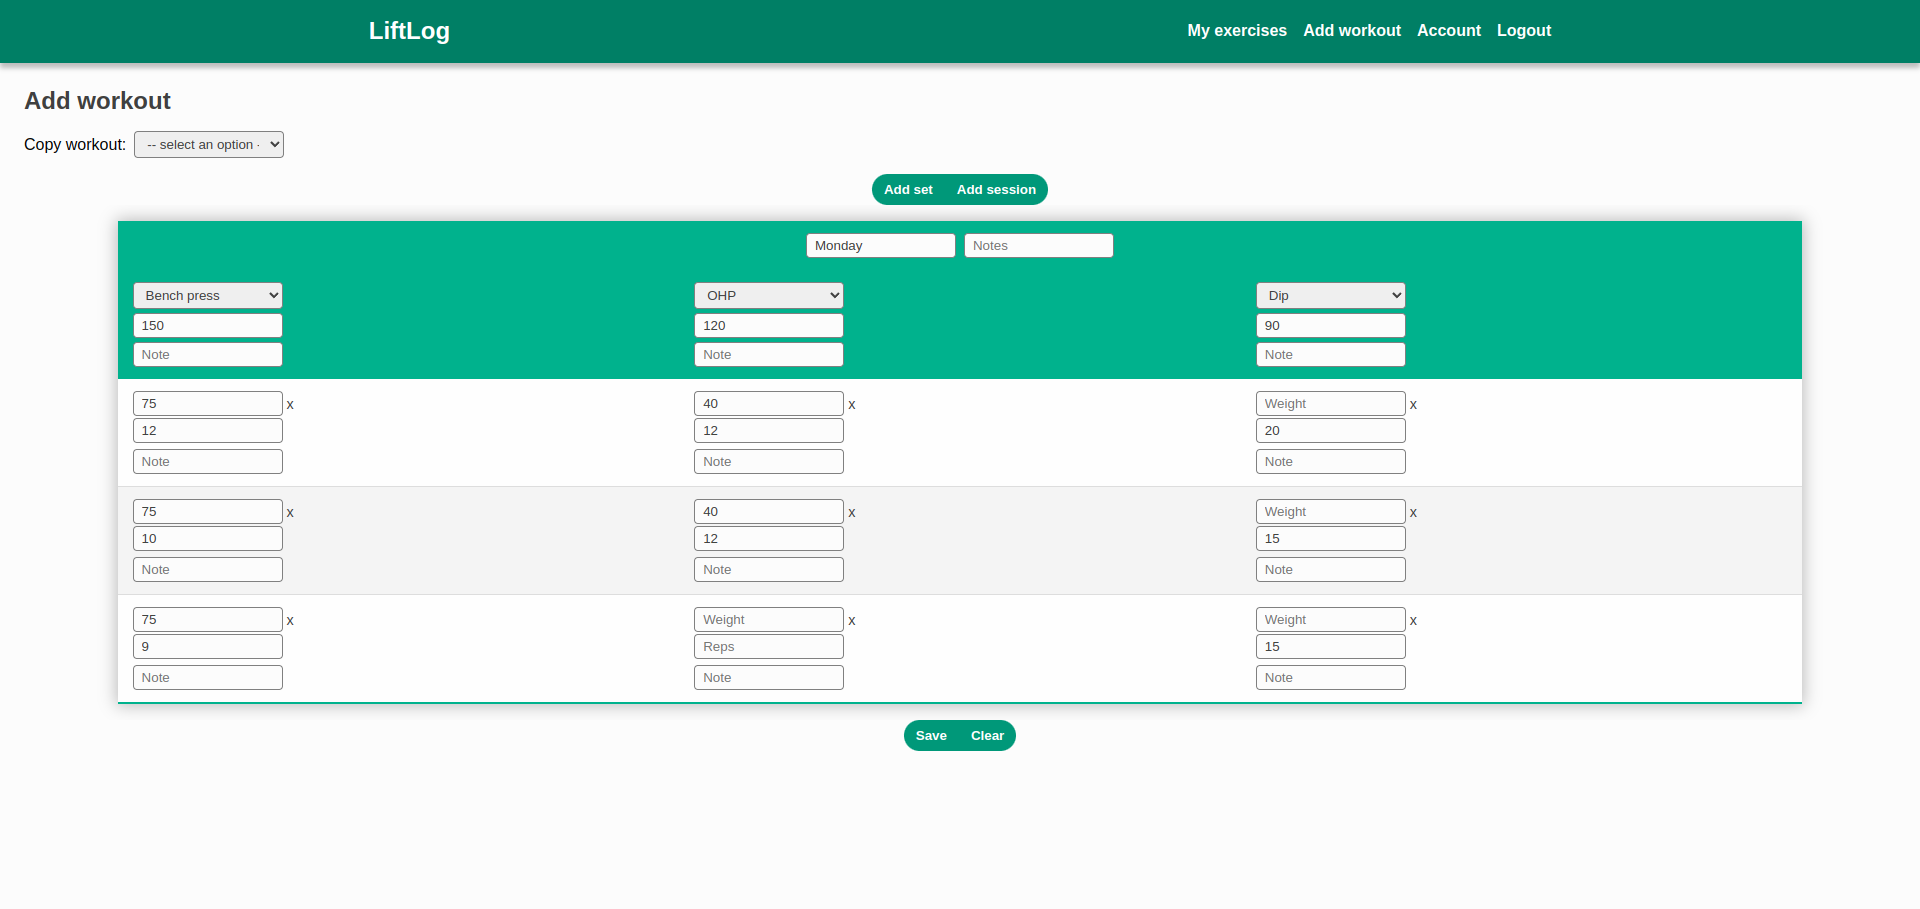 LiftLog My exercises Add workout Account Logout
Add workout
Copy workout: -- select an option -
Add set Add session
Monday Notes
Bench press OHP Dip
150 120 90
Note Note Note
75 x 40 x Weight x
12 12 20
Note Note Note
75 x 40 x Weight x
10 12 15
Note Note Note
75 x Weight x Weight x
9 Reps 15
Note Note Note
Save Clear